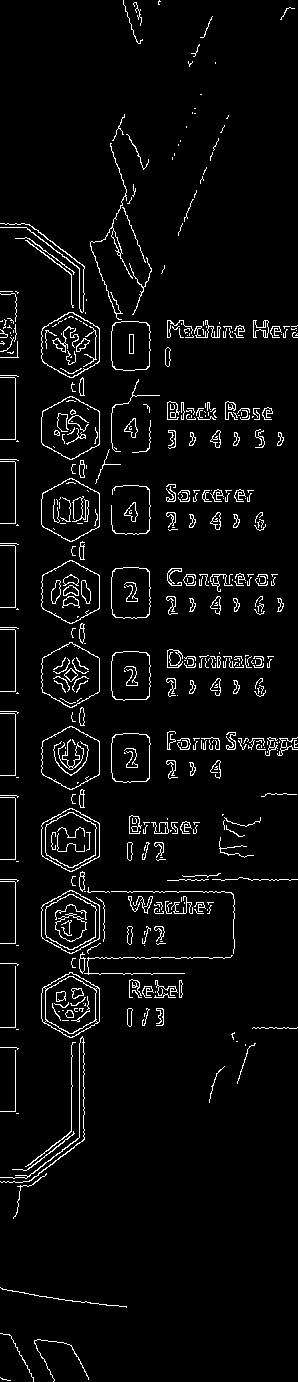 1
Machine Hera
1
4
Black Rose
3 > 4 > 5 >
4
Sorcerer
2 > 4 > 6
2
Conqueror
2 > 4 > 6 >
2
Dominator
2 > 4 > 6
2
Form Swappe
2 > 4
Bruiser
1 / 2
Watcher
1 / 2
Rebel
1 / 3